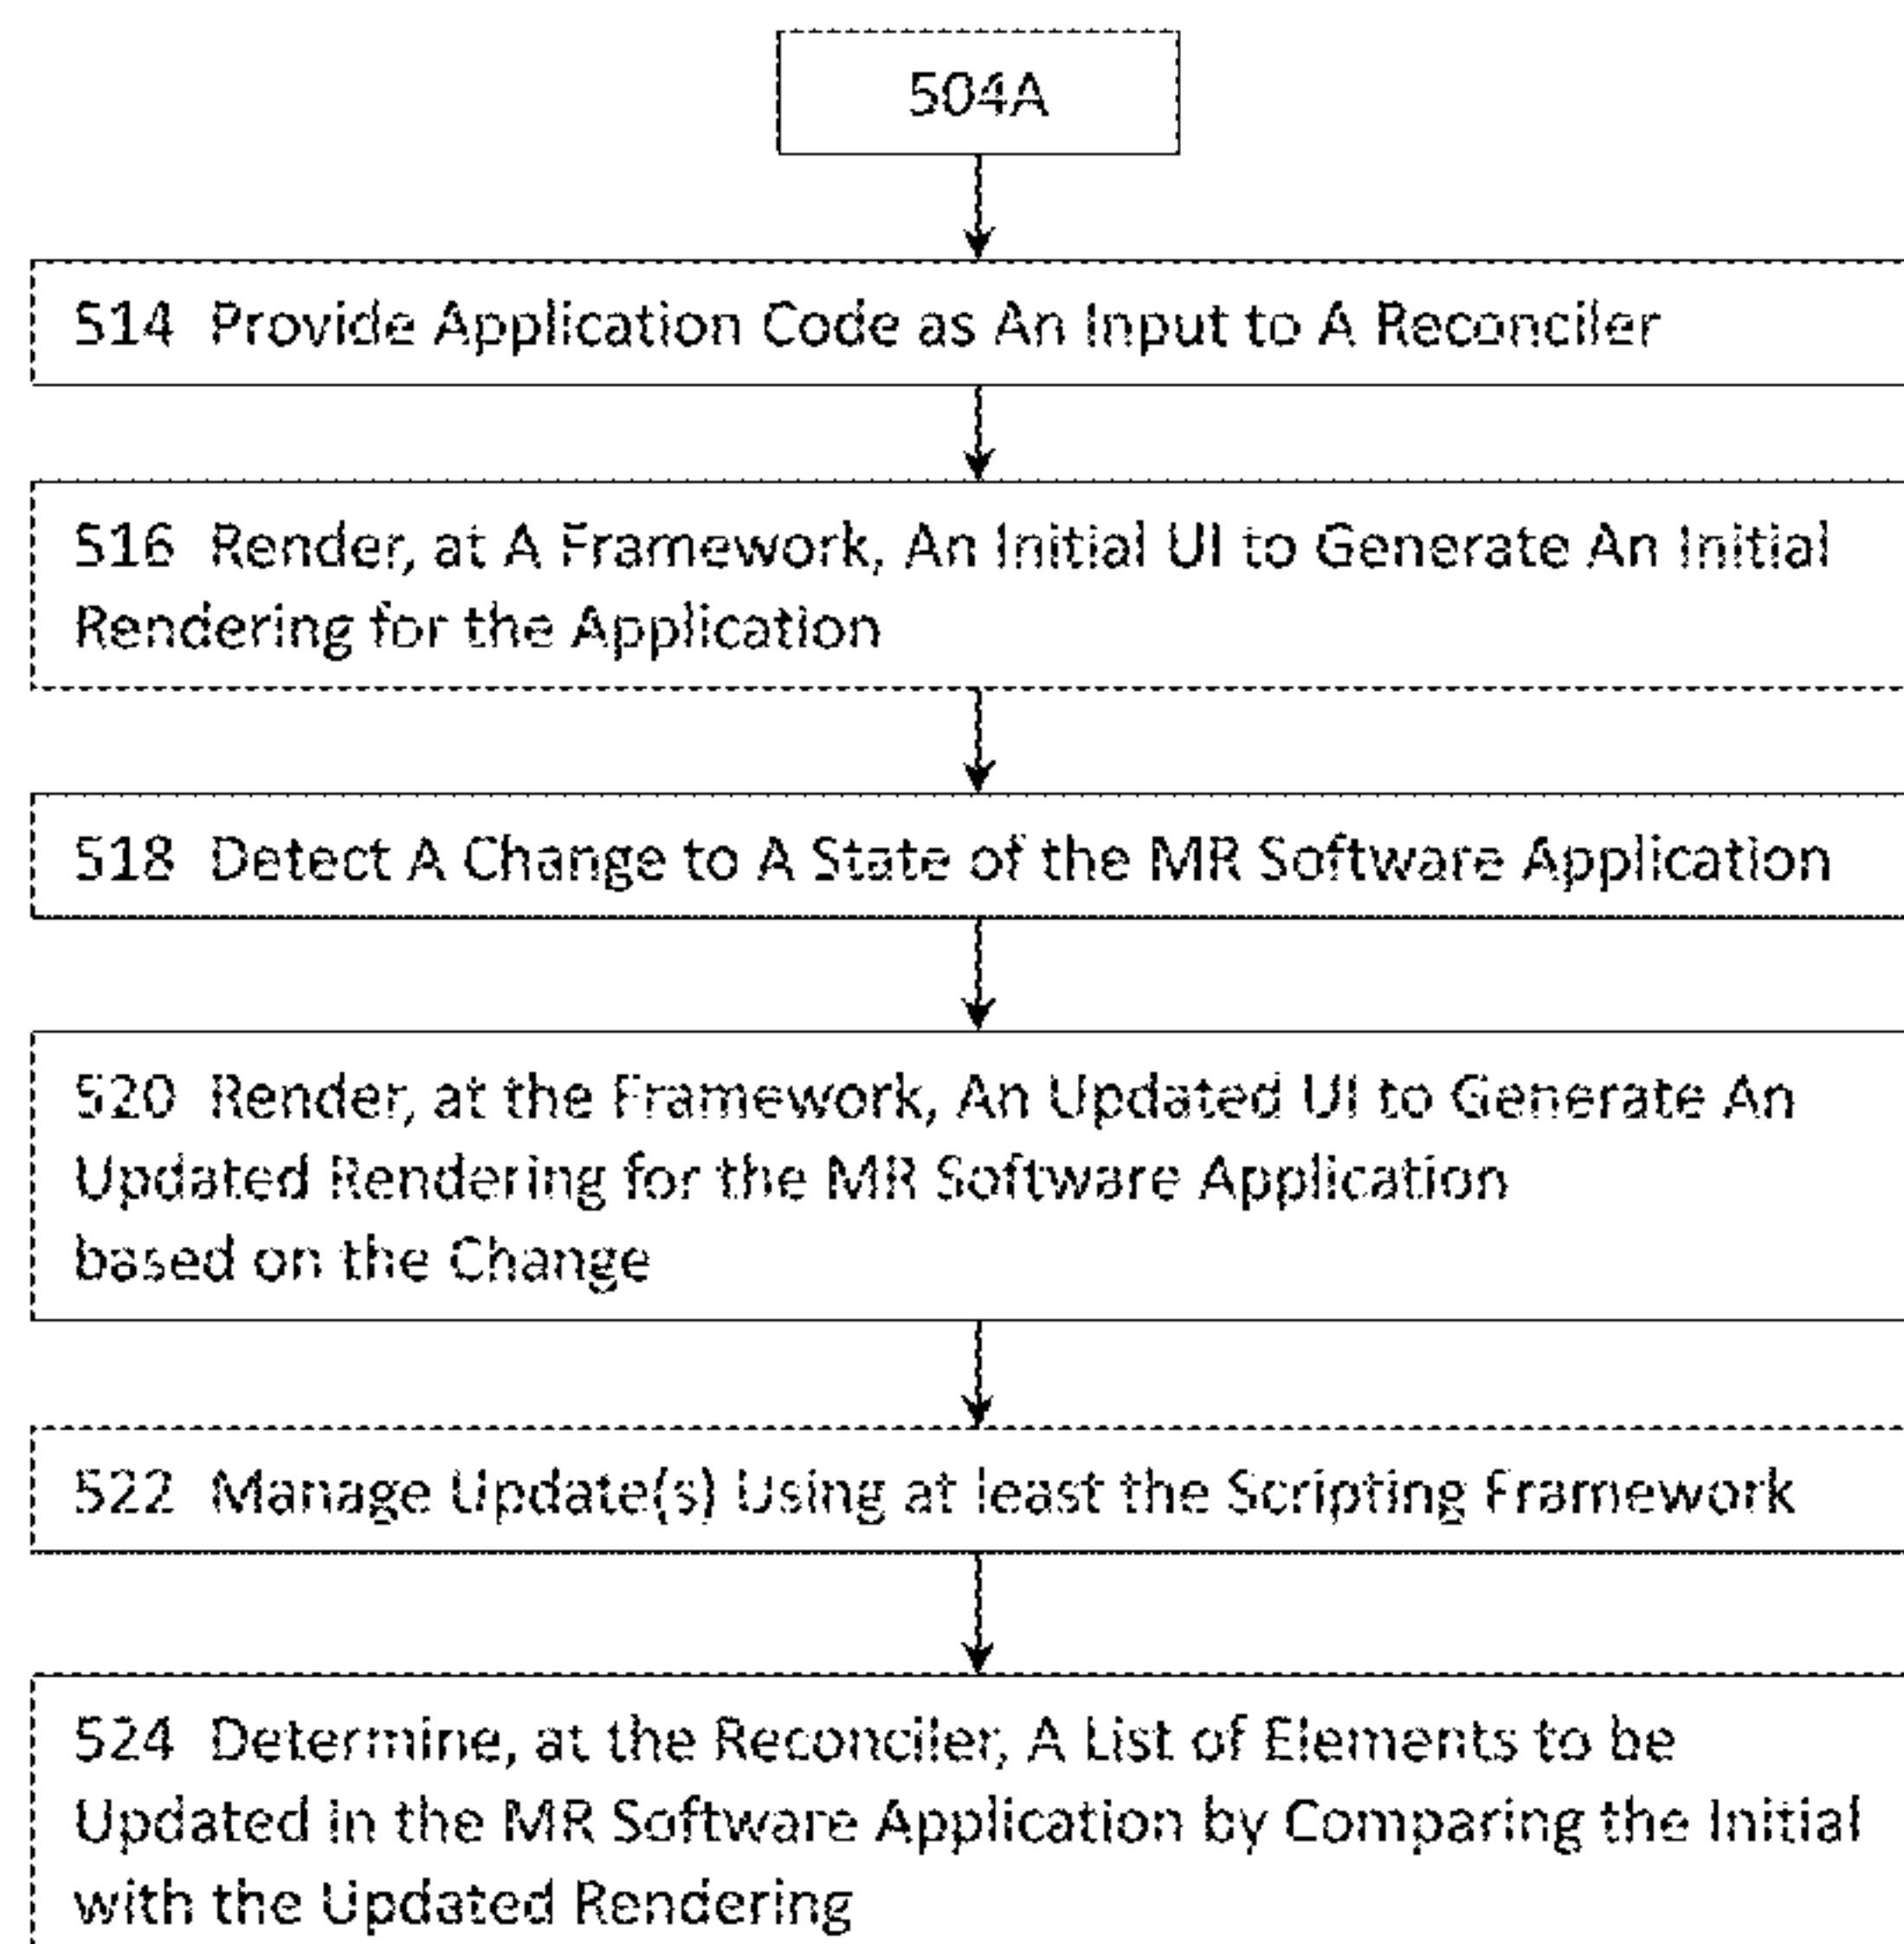 504A
514 Provide Application Code as An Input to A Reconciler
516 Render, at A Framework, An Initial UI to Generate An Initial
Rendering for the Application
518 Detect A Change to A State of the MR Software Application
520 Render, at the Framework, An Updated UI to Generate An
Updated Rendering for the MR Software Application
based on the Change
522 Manage Update(s) Using at least the Scripting Framework
524 Determine, at the Reconciler, A List of Elements to be
Updated in the MR Software Application by Comparing the Initial
with the Updated Rendering